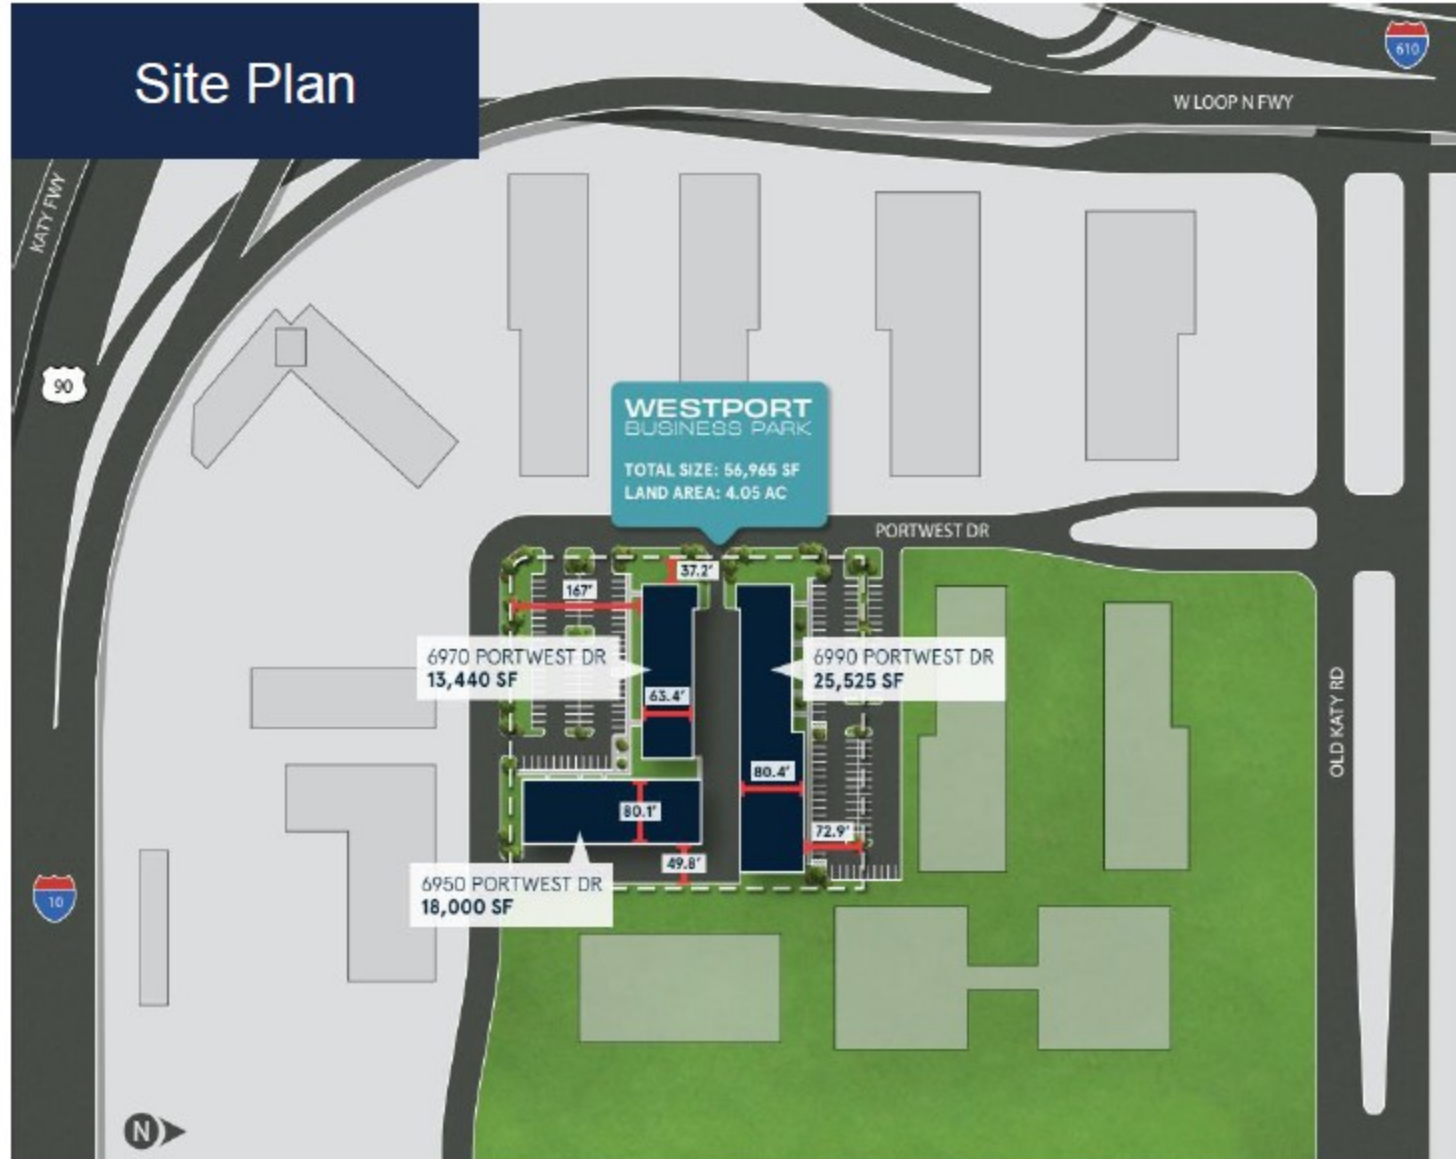 Site Plan
610
W LOOP N FWY
KATY FWY
90
WESTPORT
BUSINESS PARK
TOTAL SIZE: 56,965 SF
LAND AREA: 4.05 AC
PORTWEST DR
37.2'
167'
6970 PORTWEST DR
13,440 SF
6990 PORTWEST DR
25,525 SF
63.4'
OLD KATY RD
80.4'
80.1'
72.9'
49.8'
6950 PORTWEST DR
18,000 SF
10
N